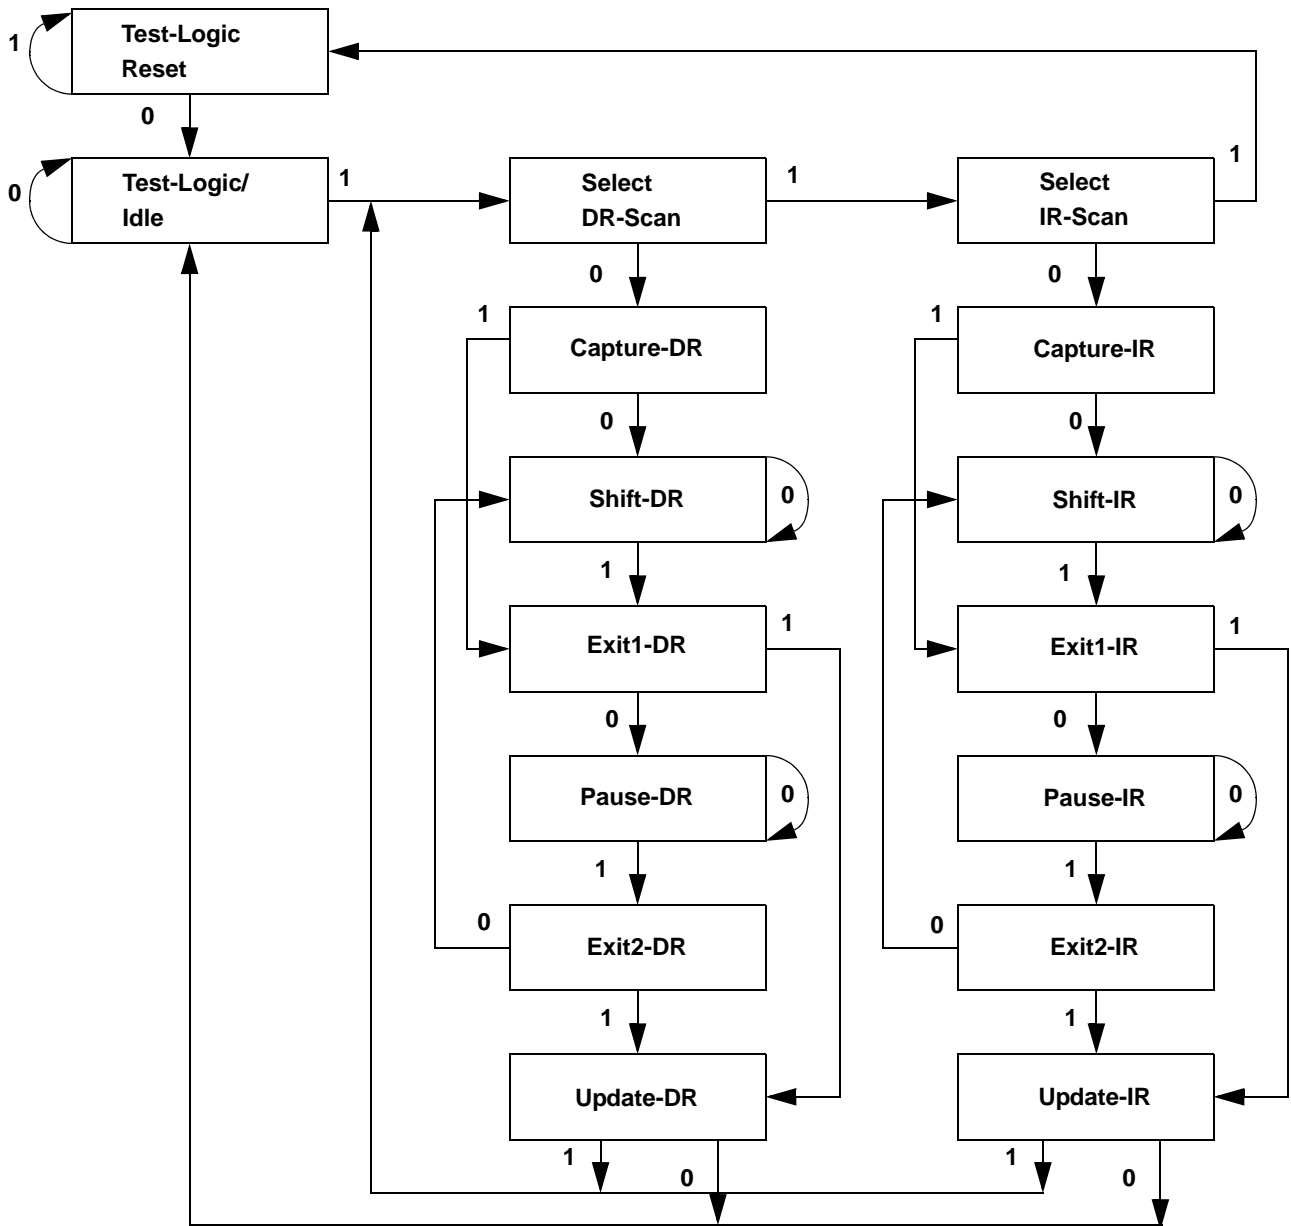 Test-Logic
Reset
1
0
Test-Logic/
Idle
0
1
Select
DR-Scan
1
Select
IR-Scan
1
0
0
1
Capture-DR
1
Capture-IR
0
0
Shift-DR
0
Shift-IR
0
1
1
Exit1-DR
1
Exit1-IR
1
0
0
Pause-DR
0
Pause-IR
0
1
1
0
Exit2-DR
0
Exit2-IR
1
1
Update-DR
Update-IR
1
0
1
0